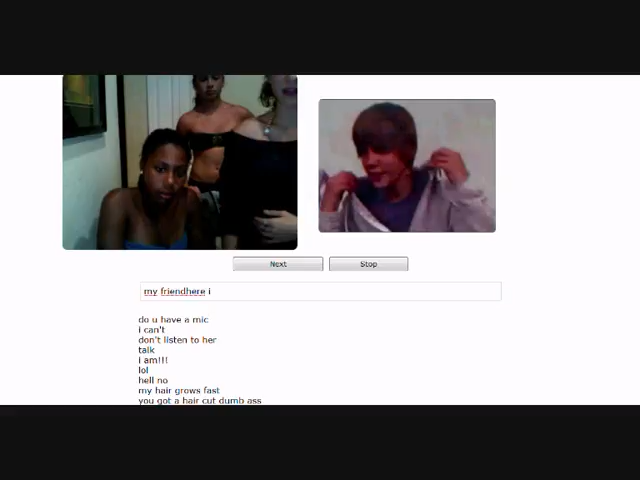 Next
Stop
my friendhere i
do u have a mic
i can't
don't listen to her
talk
i am!!!
lol
hell no
my hair grows fast
you got a hair cut dumb ass